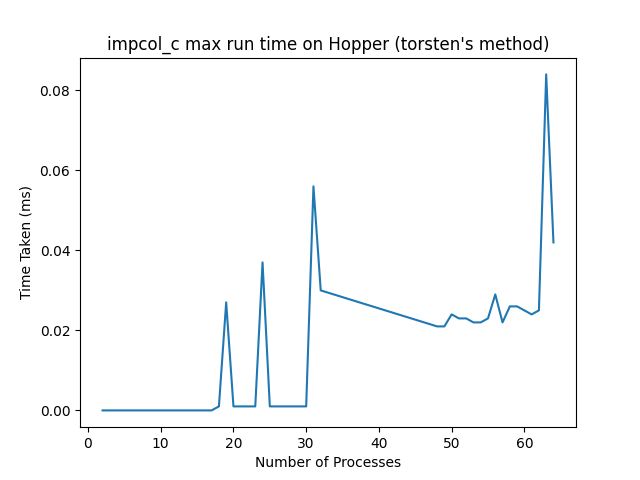 impcol_c max run time on Hopper (torsten's method)
0.08
0.06
0.04
0.02
0.00
Time Taken (ms)
0 10 20 30 40 50 60
Number of Processes